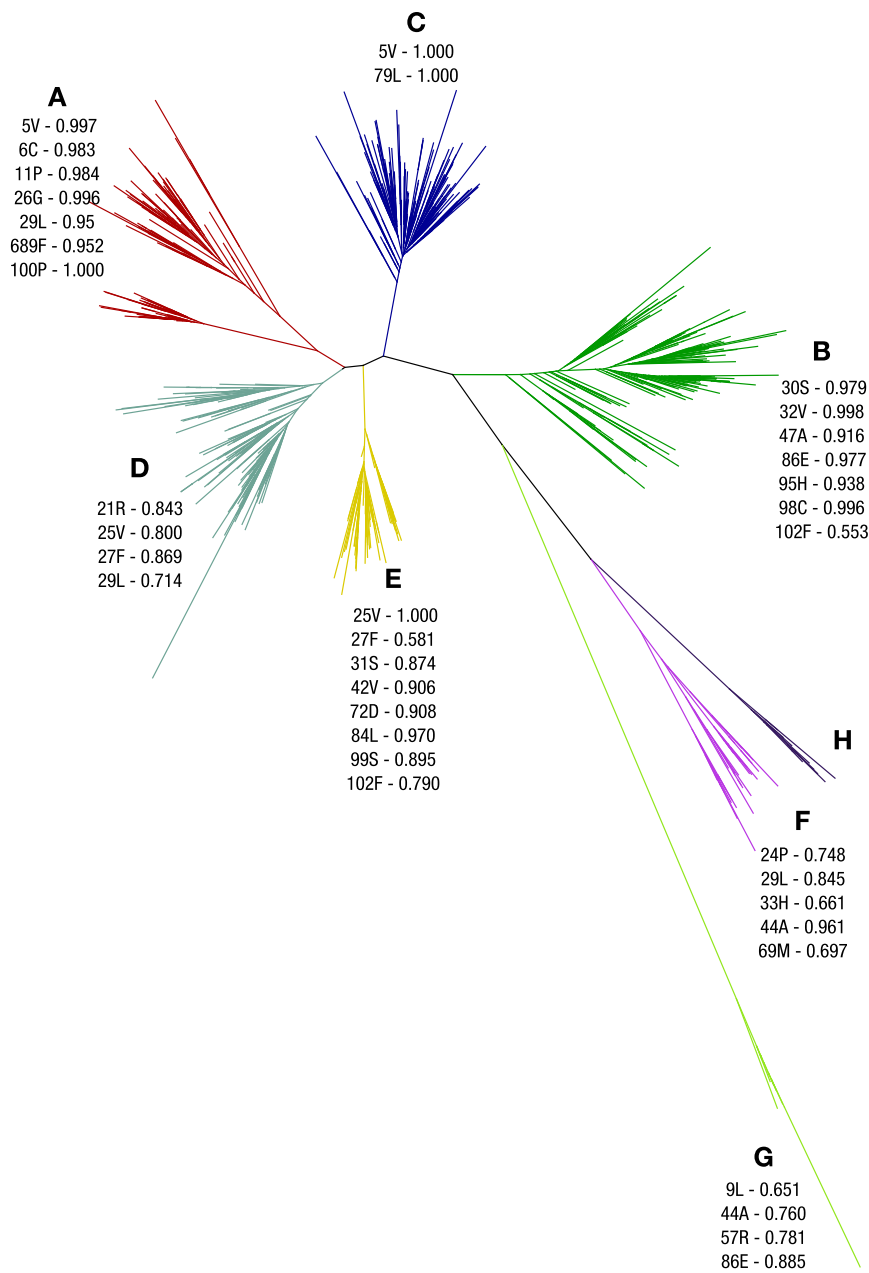 C
5V - 1.000
79L - 1.000
A
5V - 0.997
6C - 0.983
11P - 0.984
26G - 0.996
29L - 0.95
689F - 0.952
100P - 1.000
B
30S - 0.979
32V - 0.998
47A - 0.916
86E - 0.977
95H - 0.938
98C - 0.996
102F - 0.553
D
21R - 0.843
25V - 0.800
27F - 0.869
29L - 0.714
E
25V - 1.000
27F - 0.581
31S - 0.874
42V - 0.906
72D - 0.908
84L - 0.970
99S - 0.895
102F - 0.790
H
F
24P - 0.748
29L - 0.845
33H - 0.661
44A - 0.961
69M - 0.697
G
9L - 0.651
44A - 0.760
57R - 0.781
86E - 0.885